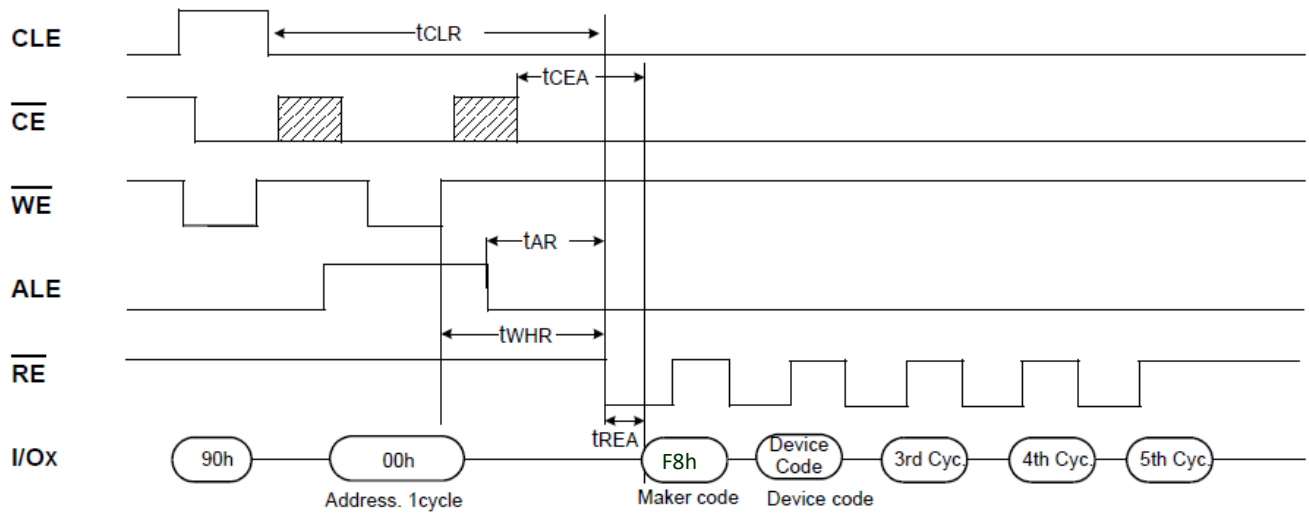 CLE
tCLR
tCEA
CE
WE
tAR
ALE
tWHR
RE
tREA
I/Ox
90h
00h
F8h
Device
Code
3rd Cyc.
4th Cyc.
5th Cyc.
Address. 1cycle
Maker code
Device code